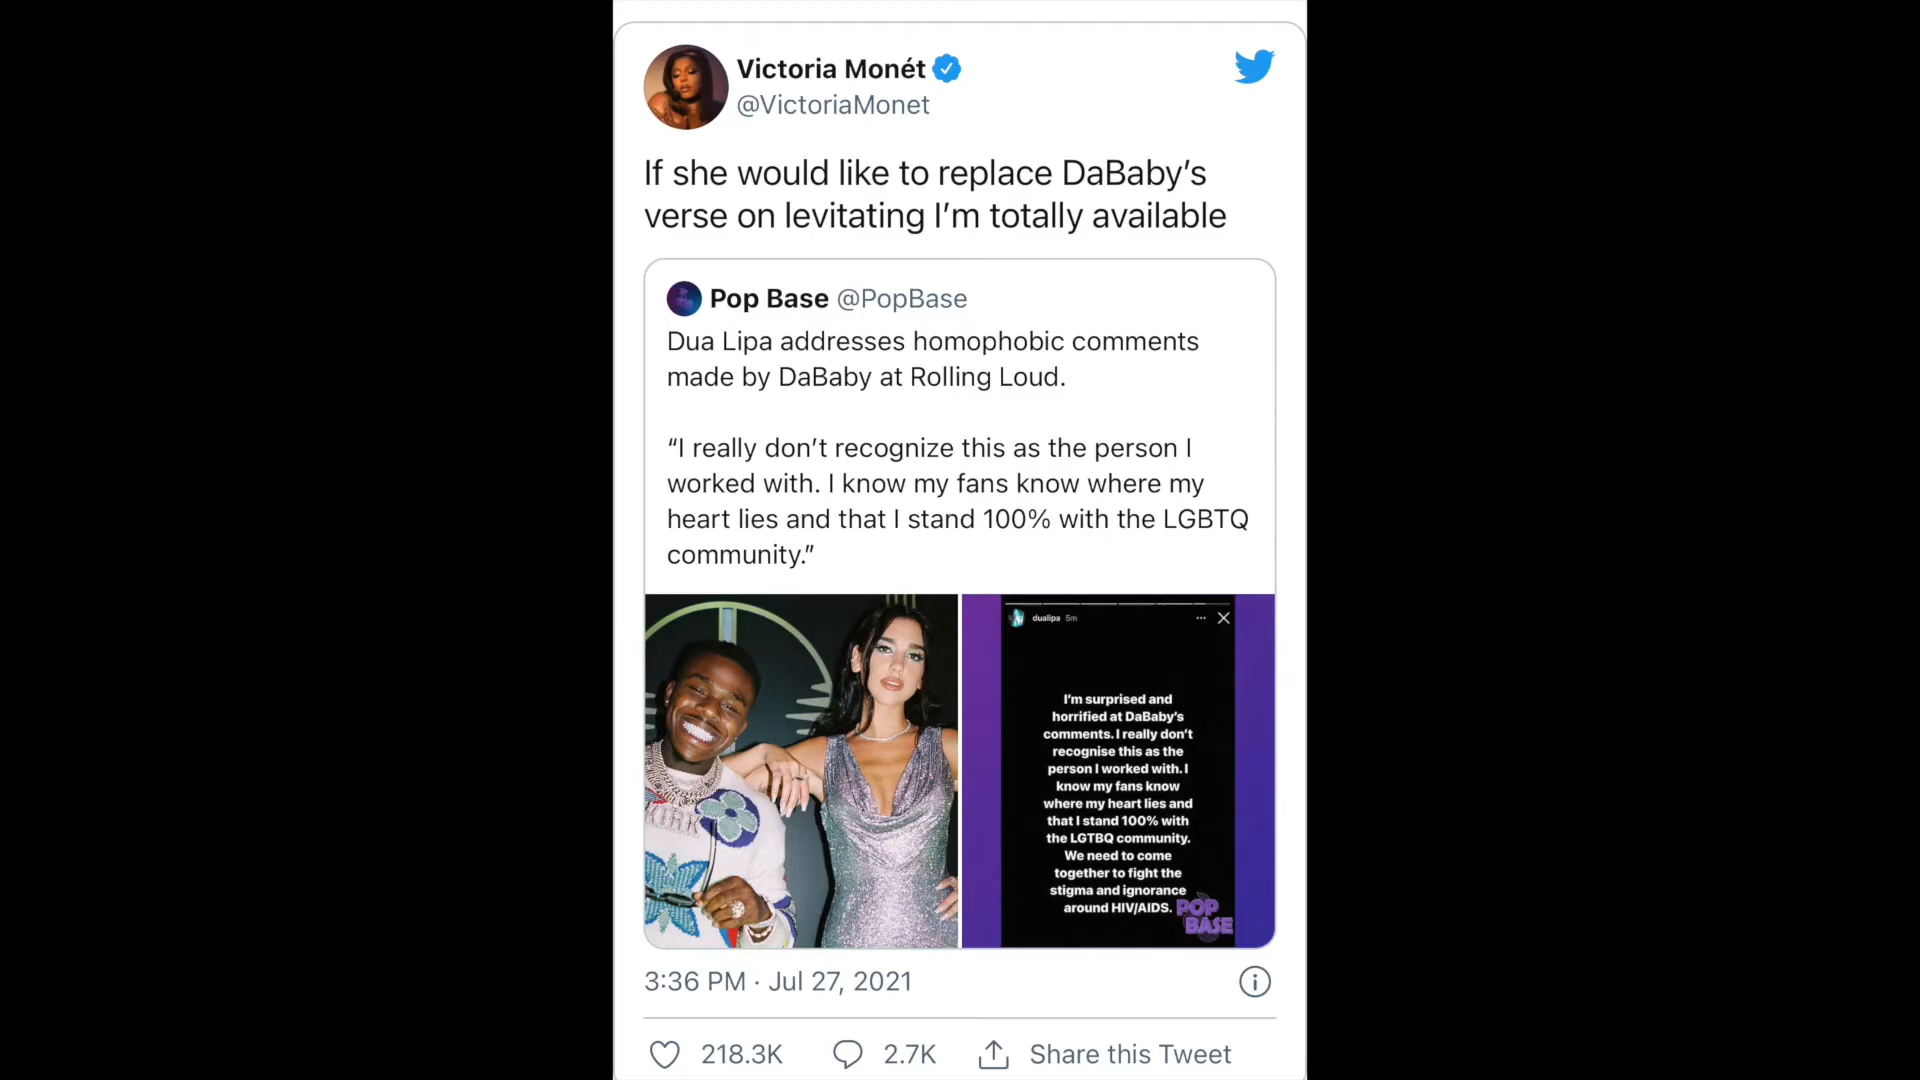 Victoria Monét
@VictoriaMonet
If she would like to replace DaBaby’s
verse on levitating I’m totally available
Pop Base @PopBase
Dua Lipa addresses homophobic comments
made by DaBaby at Rolling Loud.
“I really don’t recognize this as the person I
worked with. I know my fans know where my
heart lies and that I stand 100% with the LGBTQ
community.”
KIRK
dualipa 5m
I’m surprised and
horrified at DaBaby’s
comments. I really don’t
recognise this as the
person I worked with. I
know my fans know
where my heart lies and
that I stand 100% with
the LGTBQ community.
We need to come
together to fight the
stigma and ignorance
around HIV/AIDS.
POP
BASE
3:36 PM · Jul 27, 2021
218.3K 2.7K Share this Tweet